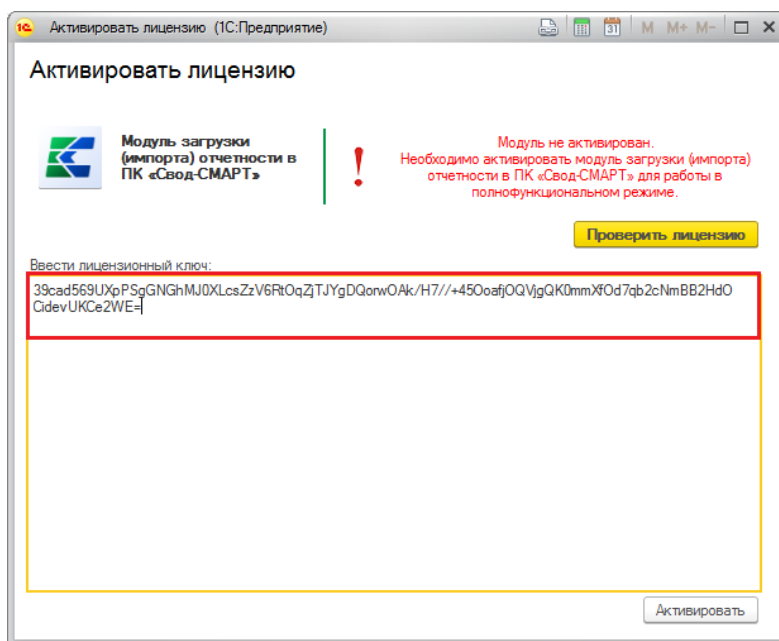 Активировать лицензию (1С:Предприятие)
31
M M+ M-
Активировать лицензию
Модуль загрузки
(импорта) отчетности в
ПК «Свод-СМАРТ»
!
Модуль не активирован.
Необходимо активировать модуль загрузки (импорта)
отчетности в ПК «Свод-СМАРТ» для работы в
полнофункциональном режиме.
Проверить лицензию
Ввести лицензионный ключ:
39cad569UXpPSgGNGhMJ0XLcsZzV6RtOqZjTJYgDQorwOAk/H7//+45OoafjOQVjgQK0mmXfOd7qb2cNmBB2HdO
CidevUKCe2WE=
Активировать